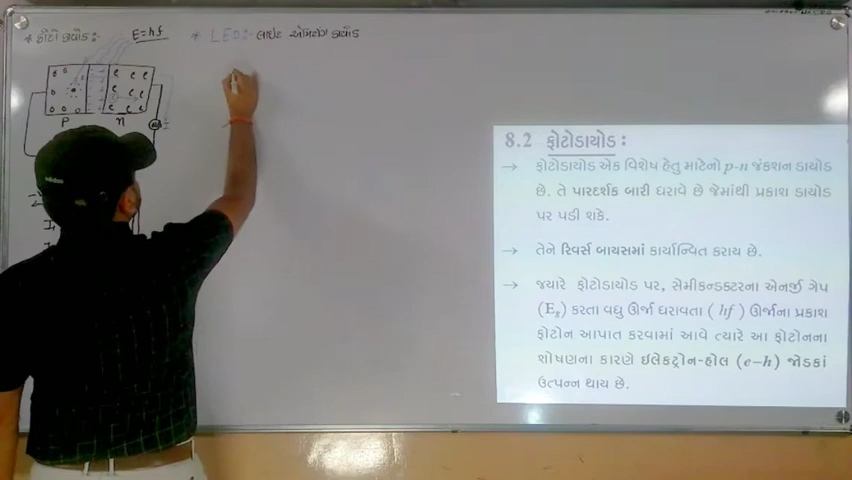 * ફોટો ડાયોડ :-
E=hf
* LED:- લાઇટ એમિટિંગ ડાયોડ
P
n
8.2 ફોટોડાયોડ :
→ ફોટોડાયોડ એક વિશેષ હેતુ માટેનો p-n જંકશન ડાયોડ
છે. તે પારદર્શક બારી ધરાવે છે જેમાંથી પ્રકાશ ડાયોડ
પર પડી શકે.
→ તેને રિવર્સ બાયસમાં કાર્યાન્વિત કરાય છે.
→ જ્યારે ફોટોડાયોડ પર, સેમીકન્ડક્ટરના એનર્જી ગેપ
(Eg) કરતા વધુ ઊર્જા ધરાવતા ( hf ) ઊર્જાના પ્રકાશ
ફોટોન આપાત કરવામાં આવે ત્યારે આ ફોટોનના
શોષણના કારણે ઈલેક્ટ્રોન-હોલ (e-h) જોડકાં
ઉત્પન્ન થાય છે.